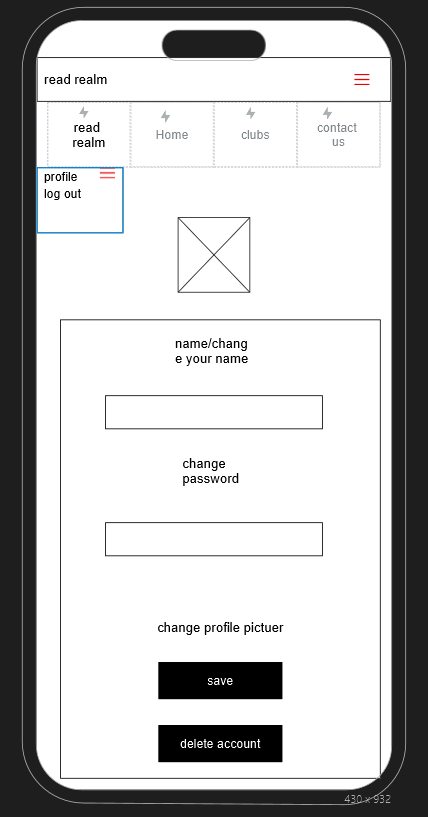 read realm
read
realm
Home
clubs
contact
us
profile
log out
name/chang
e your name
change
password
change profile pictuer
save
delete account
430 x 932